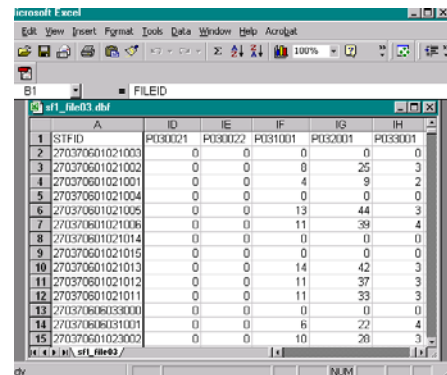 icrosoft Excel
Edit View Insert Format Tools Data Window Help Acrobat
100%
B1 = FILEID
sf1_file03.dbf
A ID IE IF IG IH
1 STFID P030021 P030022 P031001 P032001 P033001
2 270370601021003 0 0 0 0 0
3 270370601021002 0 0 8 25 3
4 270370601021001 0 0 4 9 2
5 270370601021004 0 0 0 0 0
6 270370601021005 0 0 13 44 3
7 270370601021006 0 0 11 39 4
8 270370601021014 0 0 0 0 0
9 270370601021015 0 0 0 0 0
10 270370601021013 0 0 14 42 3
11 270370601021012 0 0 11 37 3
12 270370601021011 0 0 11 33 3
13 270370606033000 0 0 0 0 0
14 270370606031001 0 0 6 22 4
15 270370601023002 0 0 10 28 3
sf1_file03
dy NUM